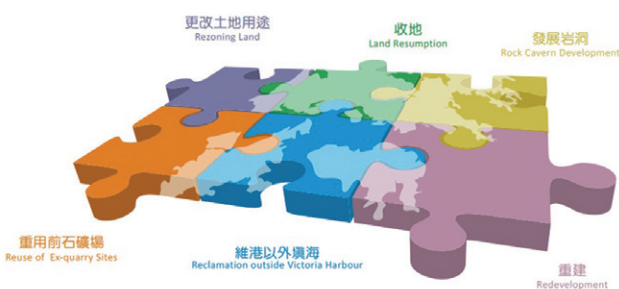 更改土地用途
Rezoning Land
收地
Land Resumption
發展岩洞
Rock Cavern Development
重用前石礦場
Reuse of Ex-quarry Sites
維港以外填海
Reclamation outside Victoria Harbour
重建
Redevelopment